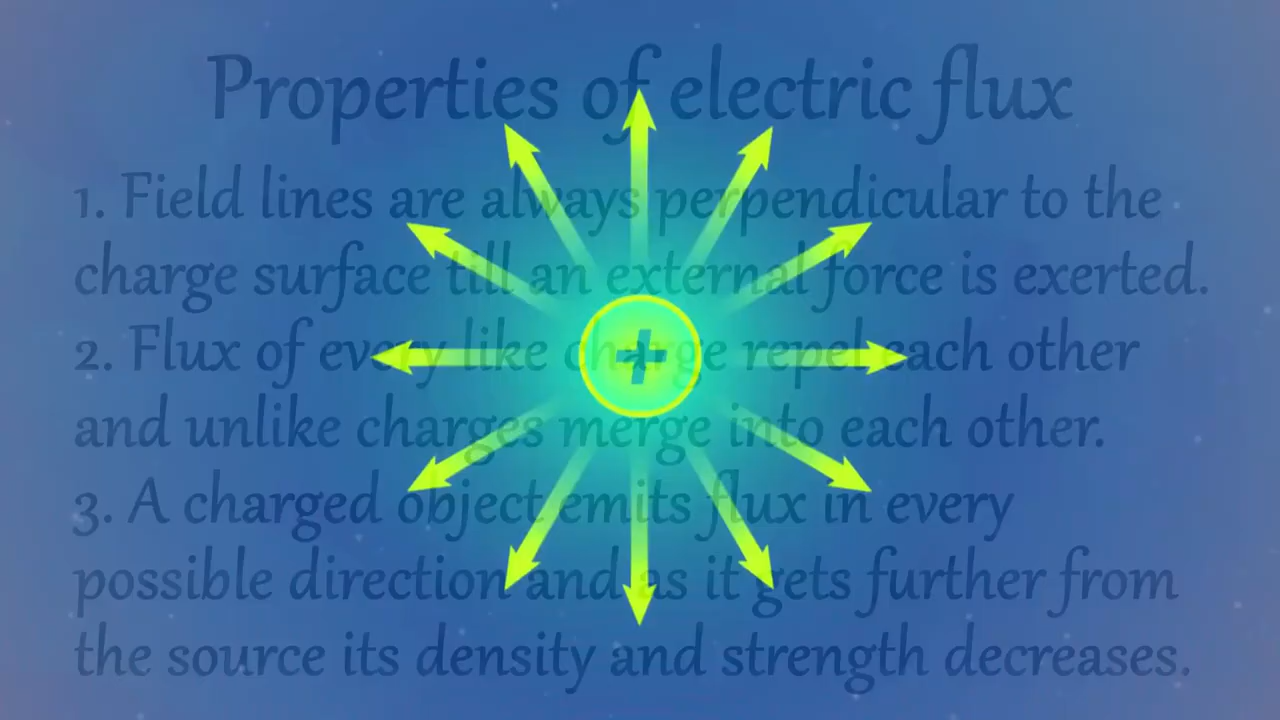 Properties of electric flux
1. Field lines are always perpendicular to the
charge surface till an external force is exerted.
2. Flux of every like charge repel each other
and unlike charges merge into each other.
3. A charged object emits flux in every
possible direction and as it gets further from
the source its density and strength decreases.
+